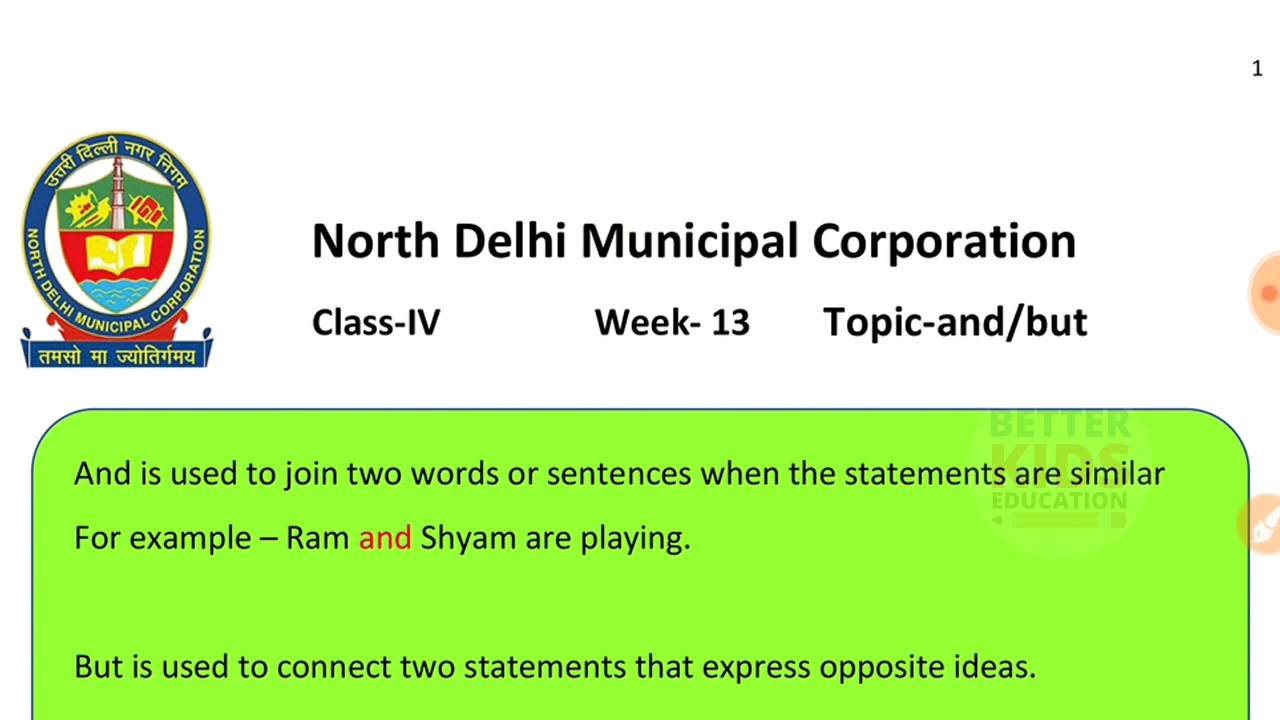 1
उत्तरी दिल्ली नगर निगम
NORTH DELHI MUNICIPAL CORPORATION
तमसो मा ज्योतिर्गमय
North Delhi Municipal Corporation
Class-IV Week- 13 Topic-and/but
BETTER
KIDS
EDUCATION
And is used to join two words or sentences when the statements are similar
For example – Ram and Shyam are playing.
But is used to connect two statements that express opposite ideas.